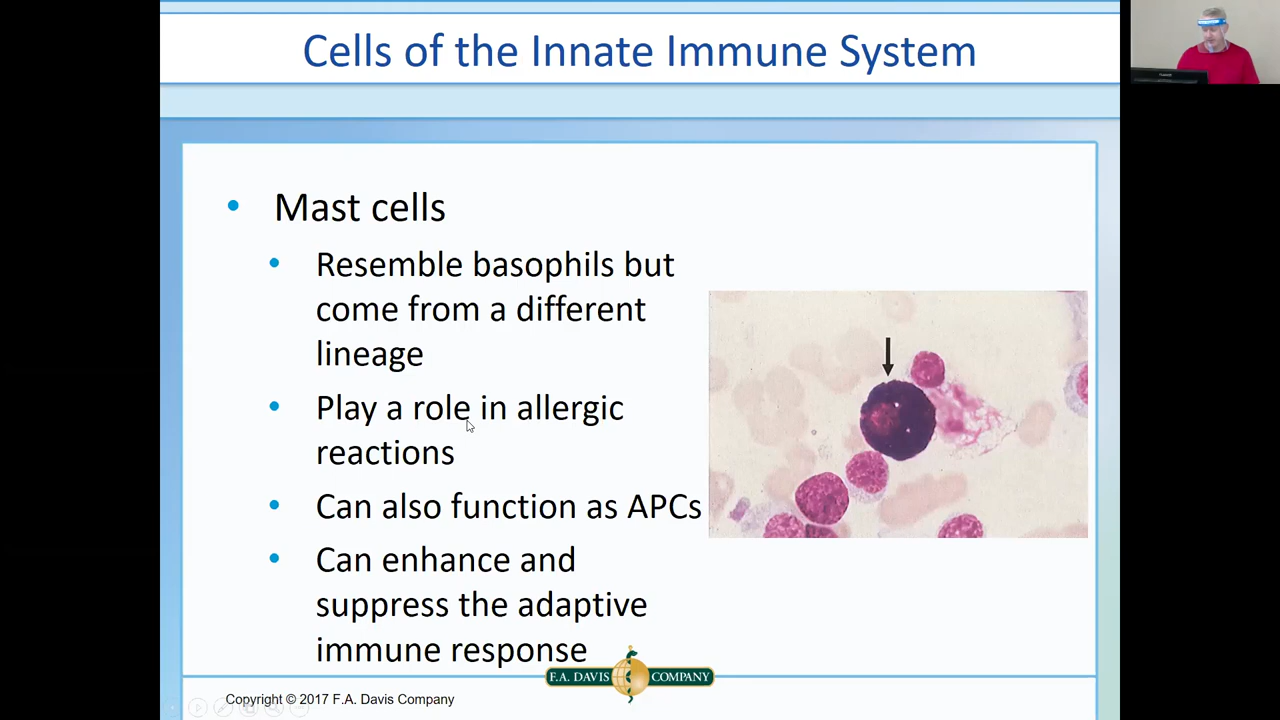 Cells of the Innate Immune System
• Mast cells
• Resemble basophils but
come from a different
lineage
• Play a role in allergic
reactions
• Can also function as APCs
• Can enhance and
suppress the adaptive
immune response
F.A. DAVIS COMPANY
Copyright © 2017 F.A. Davis Company